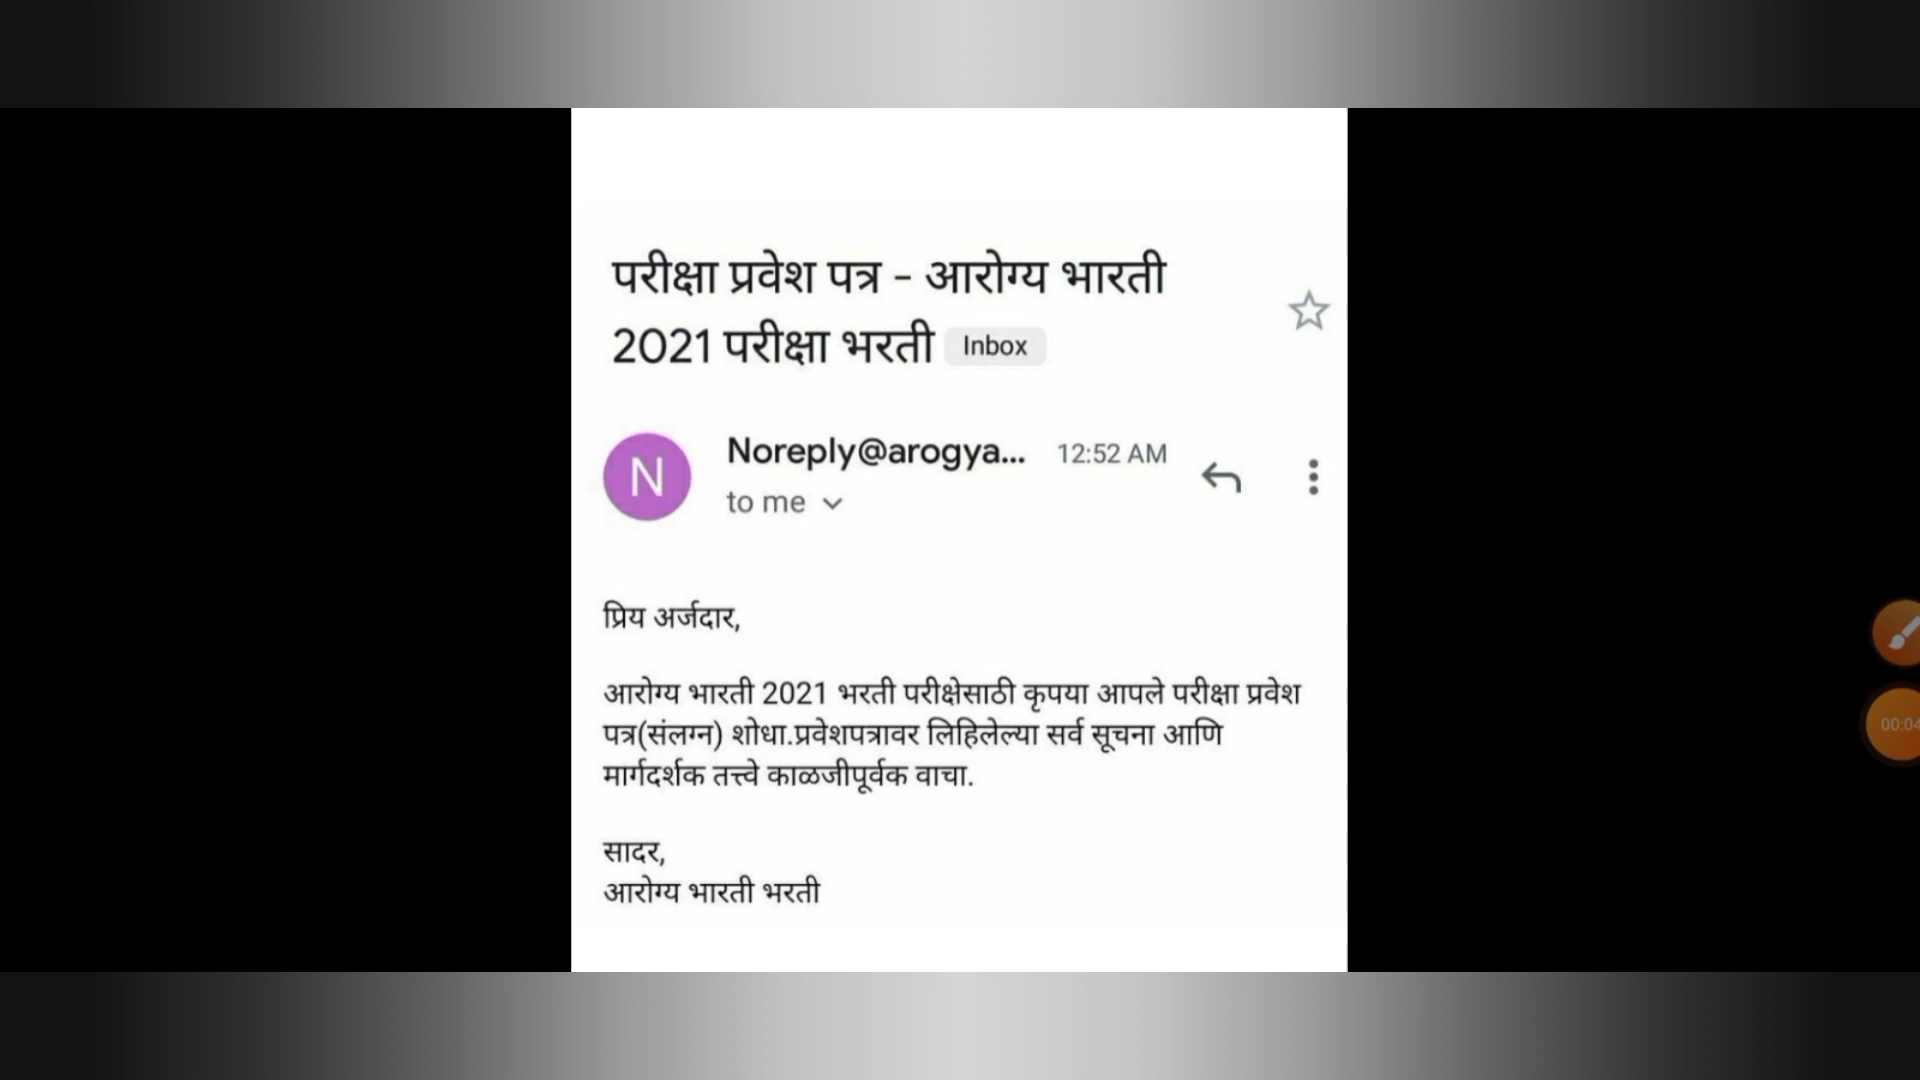 परीक्षा प्रवेश पत्र - आरोग्य भारती
2021 परीक्षा भरती Inbox
N
Noreply@arogya... 12:52 AM
to me
प्रिय अर्जदार,
आरोग्य भारती 2021 भरती परीक्षेसाठी कृपया आपले परीक्षा प्रवेश
पत्र(संलग्न) शोधा.प्रवेशपत्रावर लिहिलेल्या सर्व सूचना आणि
मार्गदर्शक तत्त्वे काळजीपूर्वक वाचा.
सादर,
आरोग्य भारती भरती
00:04